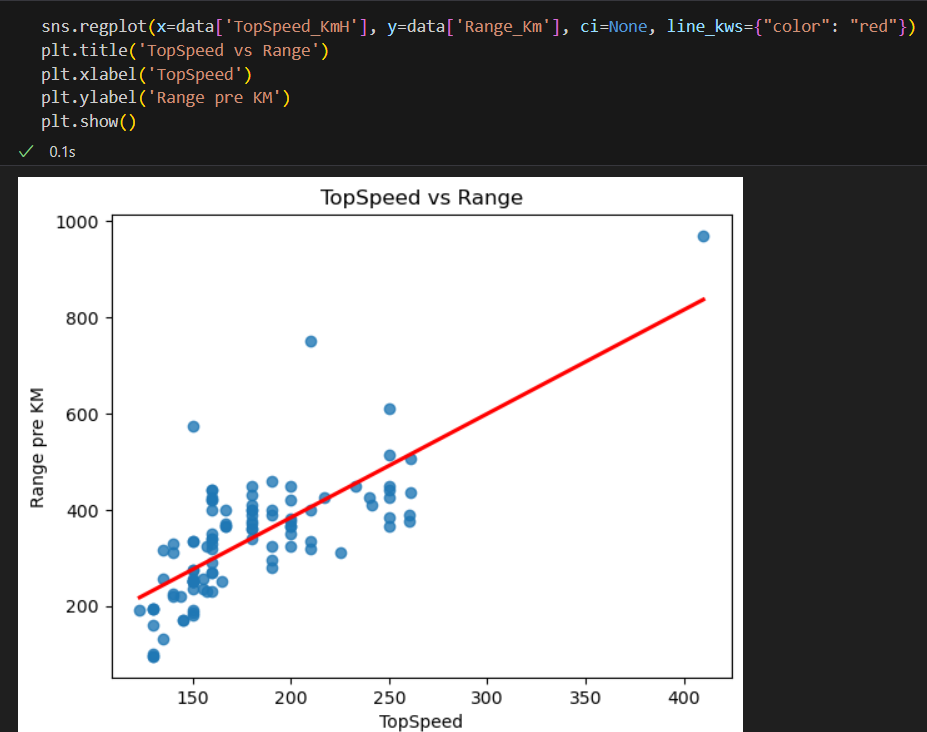 sns.regplot(x=data['TopSpeed_KmH'], y=data['Range_Km'], ci=None, line_kws={"color": "red"})
plt.title('TopSpeed vs Range')
plt.xlabel('TopSpeed')
plt.ylabel('Range pre KM')
plt.show()
0.1s
TopSpeed vs Range
1000
800
600
400
200
Range pre KM
150 200 250 300 350 400
TopSpeed